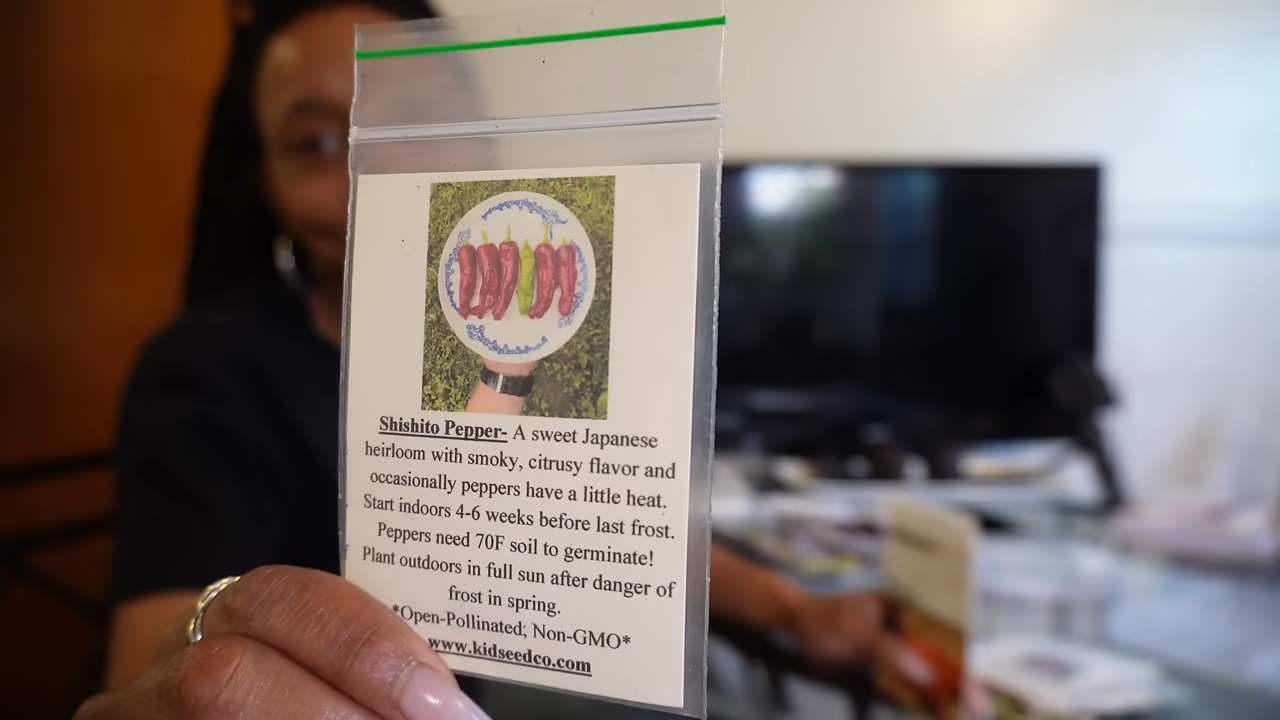 Shishito Pepper- A sweet Japanese
heirloom with smoky, citrusy flavor and
occasionally peppers have a little heat.
Start indoors 4-6 weeks before last frost.
Peppers need 70F soil to germinate!
Plant outdoors in full sun after danger of
frost in spring.
*Open-Pollinated; Non-GMO*
www.kidseedco.com